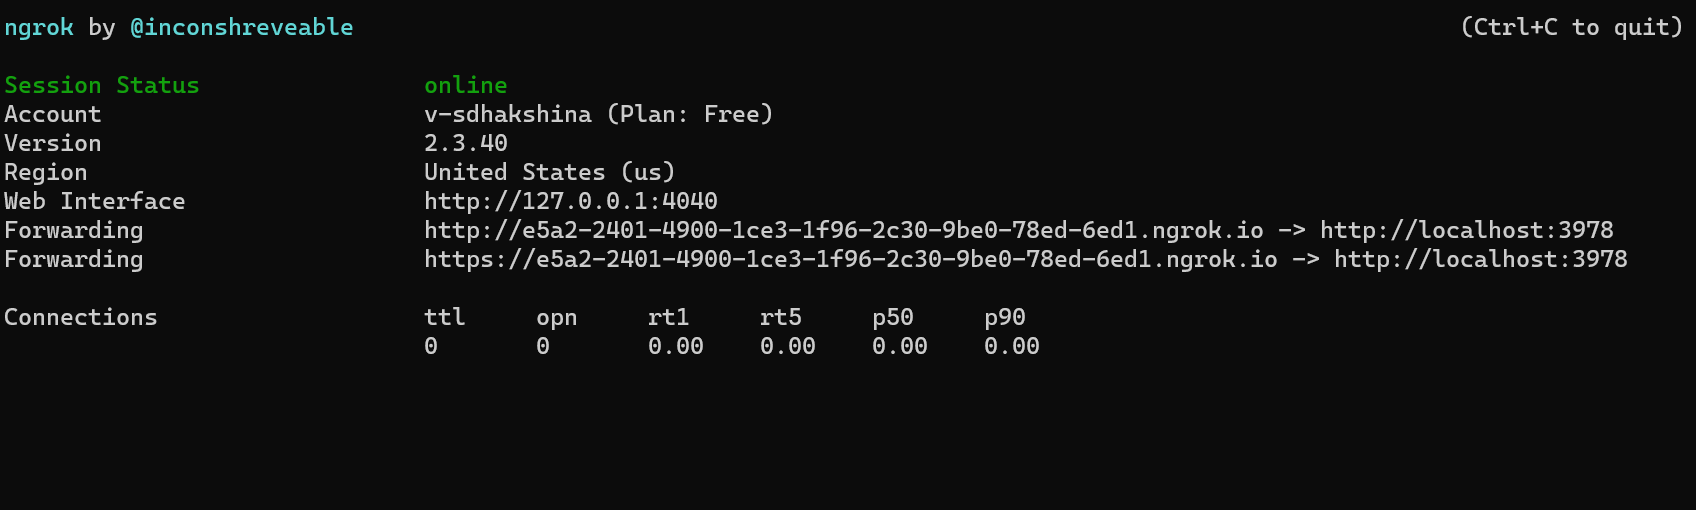 ngrok by @inconshreveable (Ctrl+C to quit)
Session Status online
Account v-sdhakshina (Plan: Free)
Version 2.3.40
Region United States (us)
Web Interface http://127.0.0.1:4040
Forwarding http://e5a2-2401-4900-1ce3-1f96-2c30-9be0-78ed-6ed1.ngrok.io -> http://localhost:3978
Forwarding https://e5a2-2401-4900-1ce3-1f96-2c30-9be0-78ed-6ed1.ngrok.io -> http://localhost:3978
Connections ttl opn rt1 rt5 p50 p90
0 0 0.00 0.00 0.00 0.00